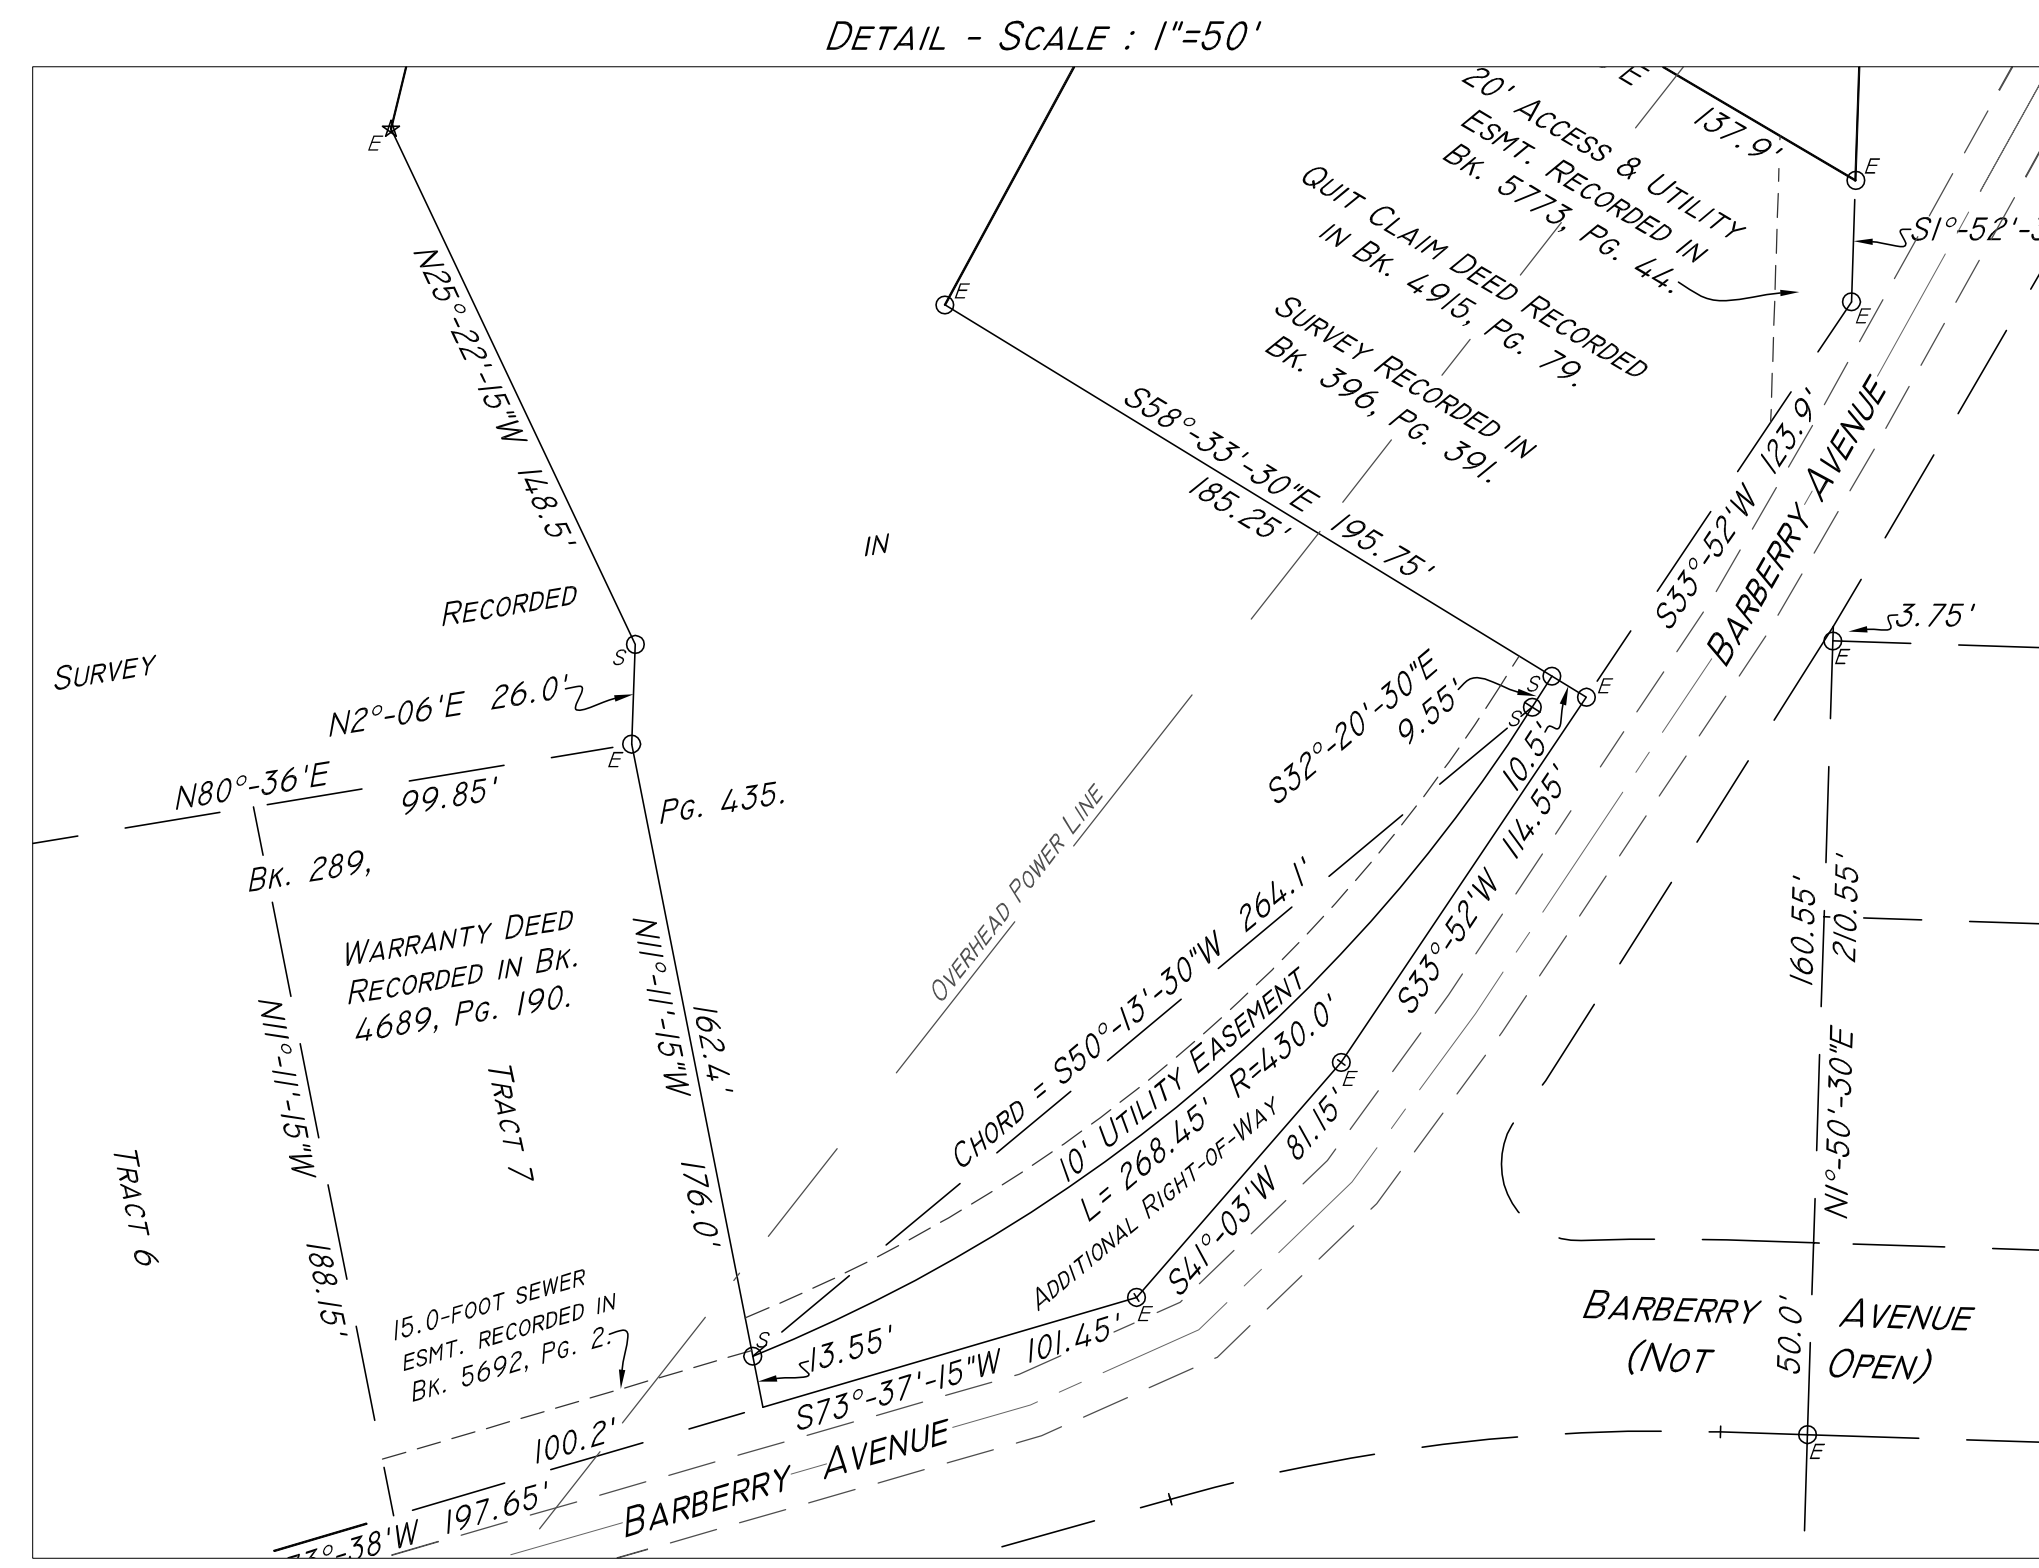 DETAIL - SCALE : 1"=50'
E
E
137.9'
20' ACCESS & UTILITY
ESMT. RECORDED IN
BK. 5773, PG. 44.
E
QUIT CLAIM DEED RECORDED
IN BK. 4915, PG. 79.
S1°-52'-3
E
E
SURVEY RECORDED IN
BK. 396, PG. 391.
N25°-22'-15"W 148.5'
S58°-33'-30"E 195.75'
185.25'
S33°-52'W 123.9'
BARBERRY AVENUE
IN
RECORDED
SURVEY
S
3.75'
E
N2°-06'E 26.0'
E
S32°-20'-30"E
9.55'
S
S
E
10.5'
N80°-36'E
99.85'
PG. 435.
BK. 289,
S33°-52'W 114.55'
OVERHEAD POWER LINE
WARRANTY DEED
RECORDED IN BK.
4689, PG. 190.
N11°-11'-15"W
162.4'
176.0'
CHORD = S50°-13'-30"W 264.1'
10' UTILITY EASEMENT
L= 268.45' R=430.0'
ADDITIONAL RIGHT-OF-WAY
E
S41°-03'W 81.15'
160.55'
210.55'
N1°-50'-30"E
N11°-11'-15"W 188.15'
TRACT 7
TRACT 6
15.0-FOOT SEWER
ESMT. RECORDED IN
BK. 5692, PG. 2.
S
13.55'
E
S73°-37'-15"W 101.45'
BARBERRY AVENUE
(NOT OPEN)
50.0'
E
100.2'
73°-38'W 197.65'
BARBERRY AVENUE